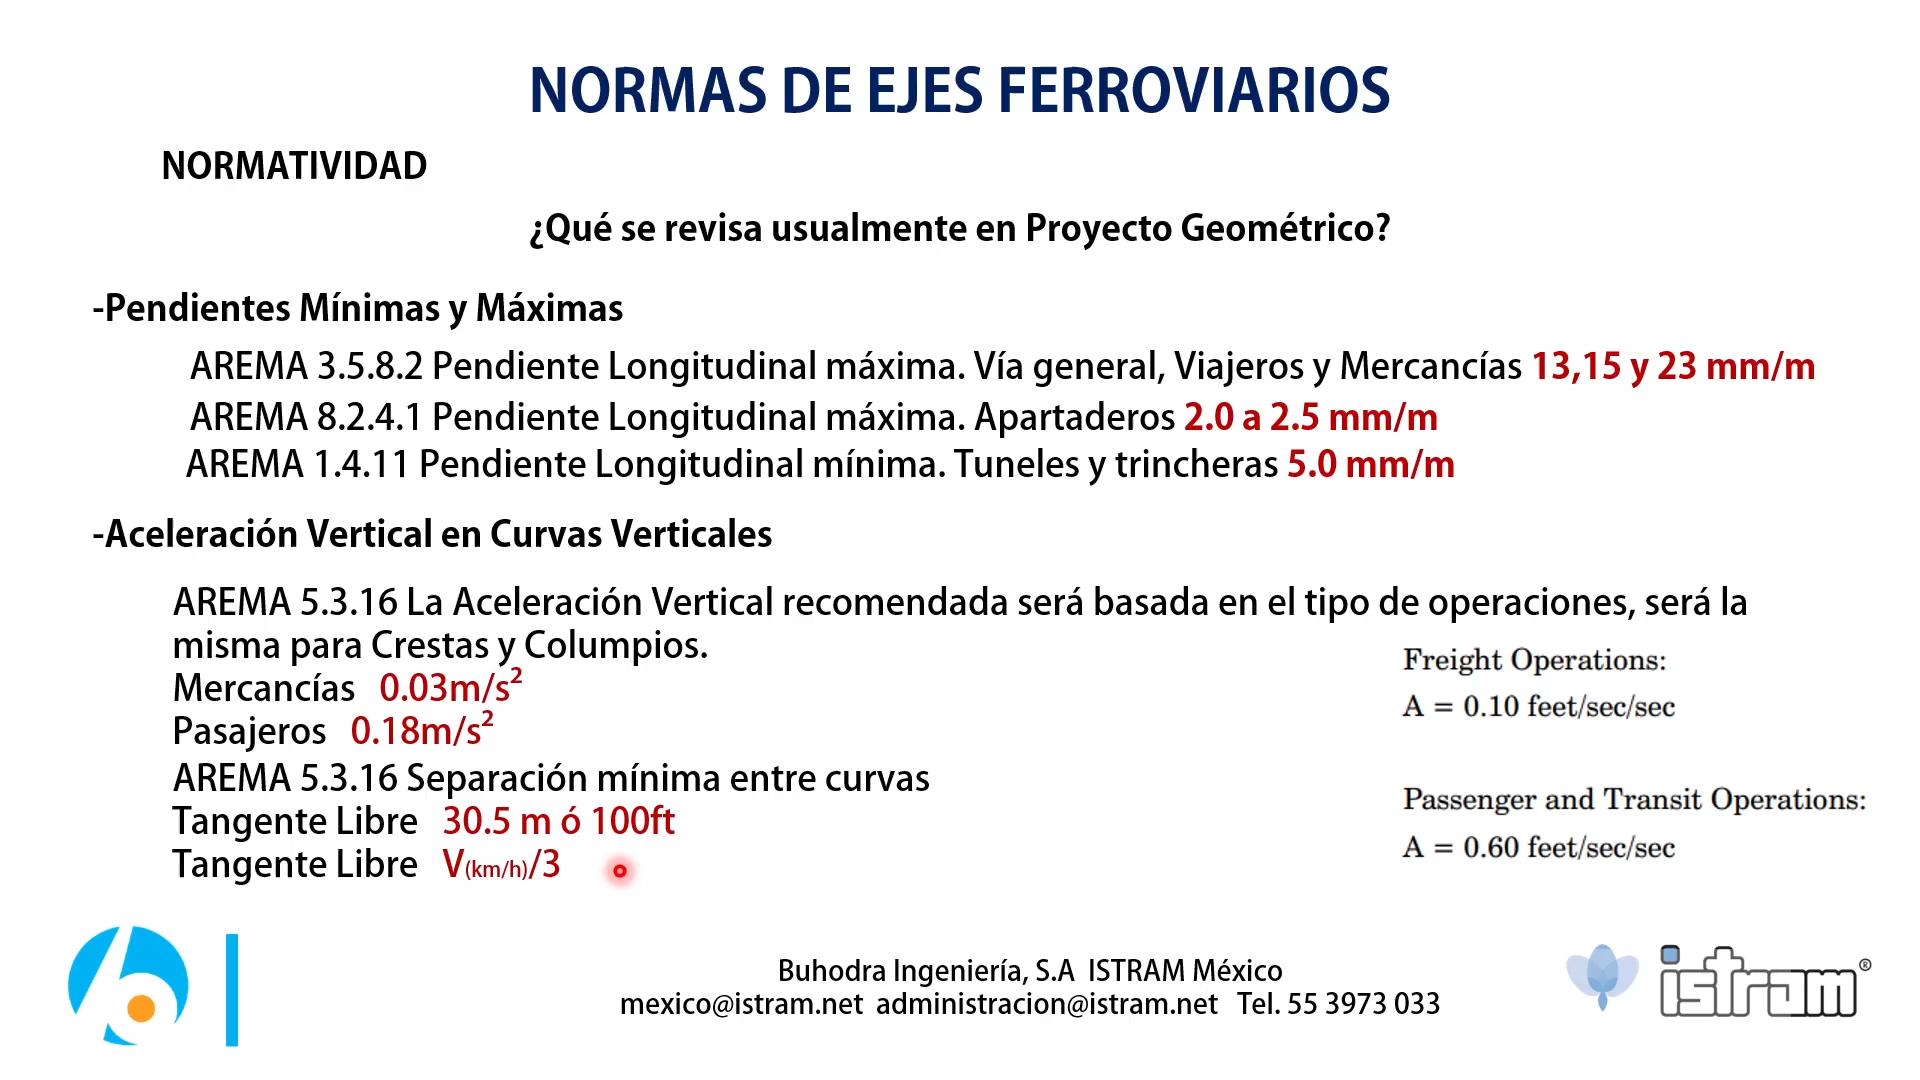 NORMAS DE EJES FERROVIARIOS
NORMATIVIDAD
¿Qué se revisa usualmente en Proyecto Geométrico?
-Pendientes Mínimas y Máximas
AREMA 3.5.8.2 Pendiente Longitudinal máxima. Vía general, Viajeros y Mercancías 13,15 y 23 mm/m
AREMA 8.2.4.1 Pendiente Longitudinal máxima. Apartaderos 2.0 a 2.5 mm/m
AREMA 1.4.11 Pendiente Longitudinal mínima. Tuneles y trincheras 5.0 mm/m
-Aceleración Vertical en Curvas Verticales
AREMA 5.3.16 La Aceleración Vertical recomendada será basada en el tipo de operaciones, será la
misma para Crestas y Columpios.
Mercancías 0.03m/s²
Pasajeros 0.18m/s²
AREMA 5.3.16 Separación mínima entre curvas
Tangente Libre 30.5 m ó 100ft
Tangente Libre V(km/h)/3
Freight Operations:
A = 0.10 feet/sec/sec
Passenger and Transit Operations:
A = 0.60 feet/sec/sec
Buhodra Ingeniería, S.A ISTRAM México
mexico@istram.net administracion@istram.net Tel. 55 3973 033
istram®